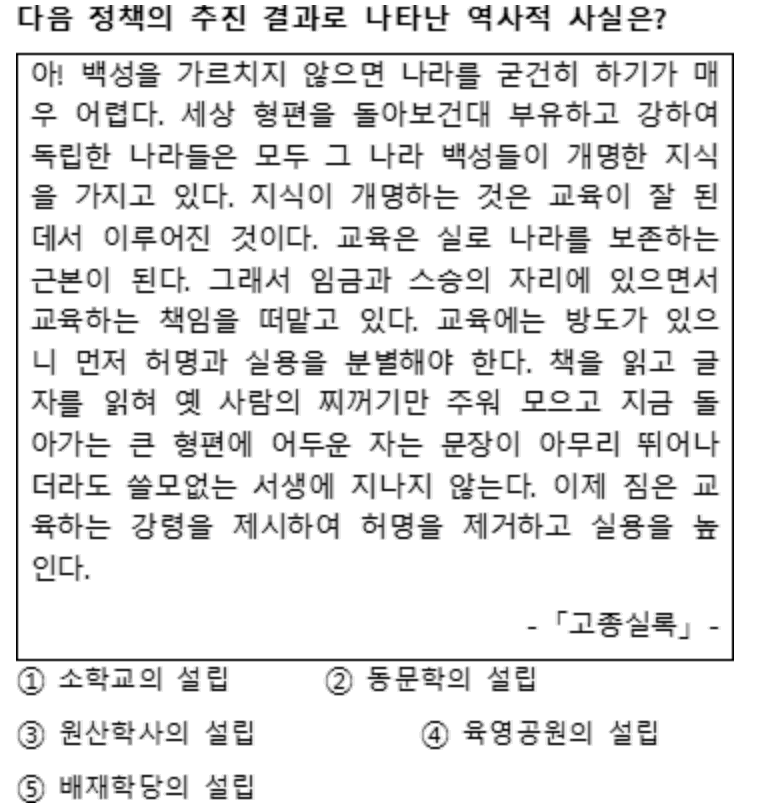 다음 정책의 추진 결과로 나타난 역사적 사실은?
아! 백성을 가르치지 않으면 나라를 굳건히 하기가 매
우 어렵다. 세상 형편을 돌아보건대 부유하고 강하여
독립한 나라들은 모두 그 나라 백성들이 개명한 지식
을 가지고 있다. 지식이 개명하는 것은 교육이 잘 된
데서 이루어진 것이다. 교육은 실로 나라를 보존하는
근본이 된다. 그래서 임금과 스승의 자리에 있으면서
교육하는 책임을 떠맡고 있다. 교육에는 방도가 있으
니 먼저 허명과 실용을 분별해야 한다. 책을 읽고 글
자를 읽혀 옛 사람의 찌꺼기만 주워 모으고 지금 돌
아가는 큰 형편에 어두운 자는 문장이 아무리 뛰어나
더라도 쓸모없는 서생에 지나지 않는다. 이제 짐은 교
육하는 강령을 제시하여 허명을 제거하고 실용을 높
인다.
-「고종실록」-
① 소학교의 설립 ② 동문학의 설립
③ 원산학사의 설립 ④ 육영공원의 설립
⑤ 배재학당의 설립